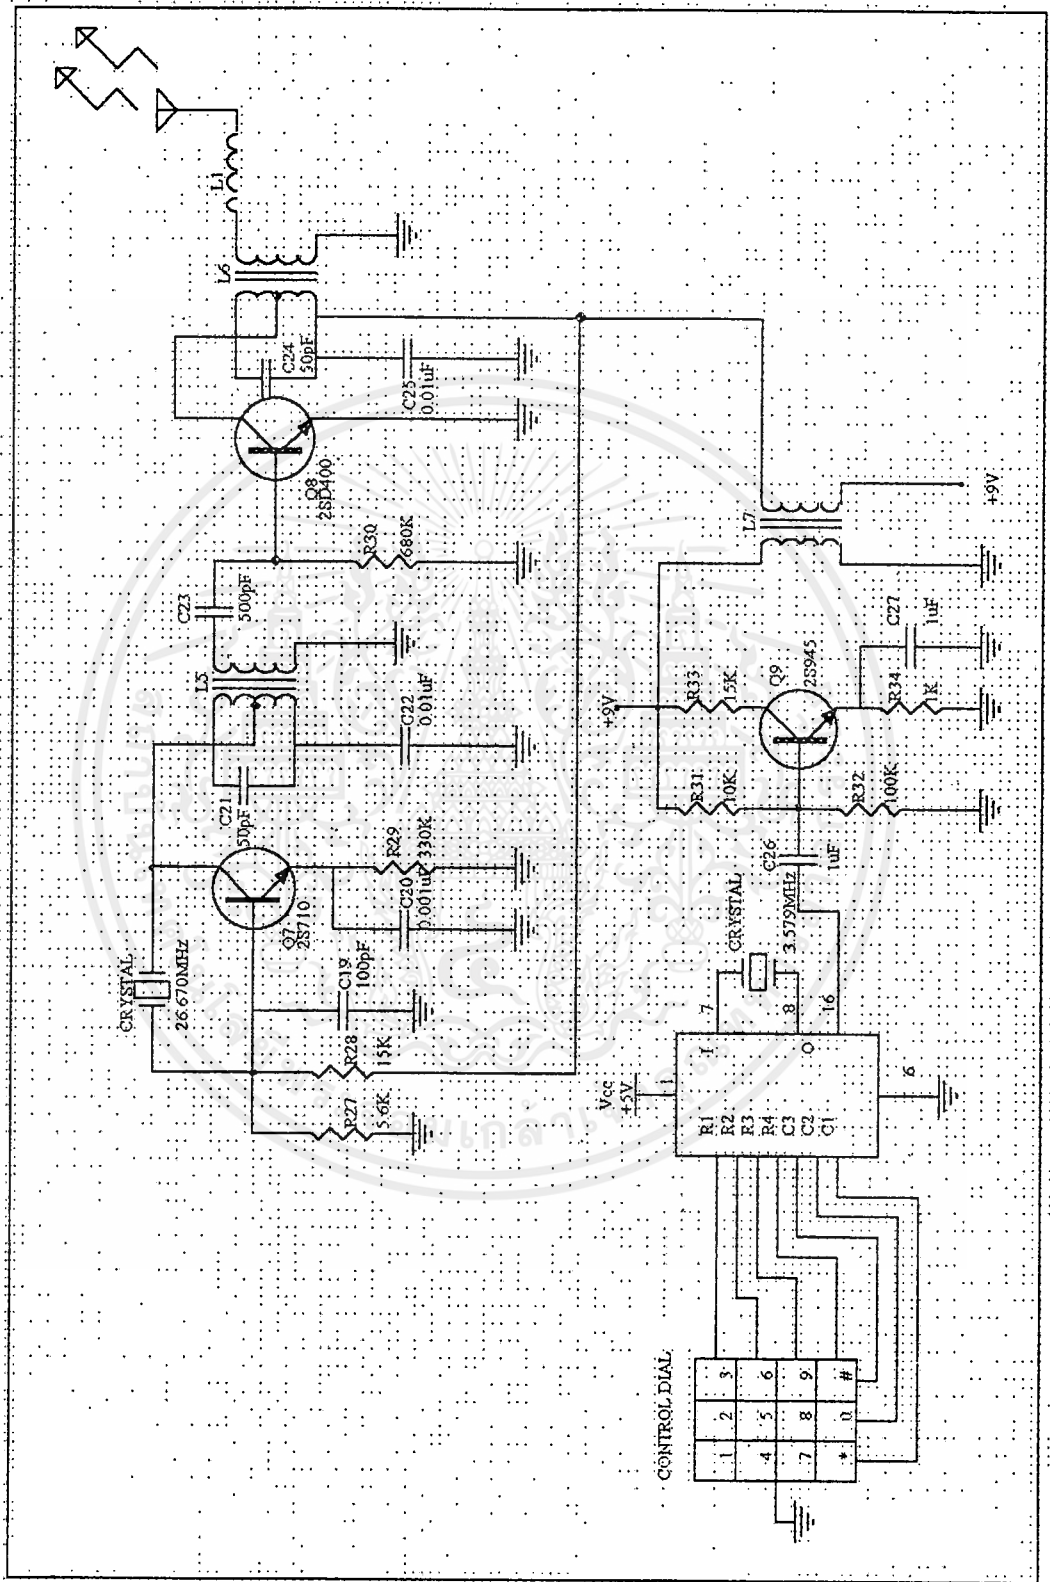 L1
L6
C24
50pF
C25
0.01uF
Q8
2SD400
R30
680K
C23
500pF
L5
C22
0.01uF
C21
50pF
R29
330K
C20
0.001uF
Q7
2S710
CRYSTAL
26.670MHz
C19
100pF
R28
15K
R27
5.6K
+9V
L7
C27
1uF
R34
1K
Q9
2S945
+9V
R33
15K
R31
10K
R32
100K
C26
1uF
CRYSTAL
3.579MHz
7
8
16
I
O
6
1
Vcc
+5V
R1
R2
R3
R4
C3
C2
C1
CONTROL DIAL
1 2 3
4 5 6
7 8 9
* 0 #